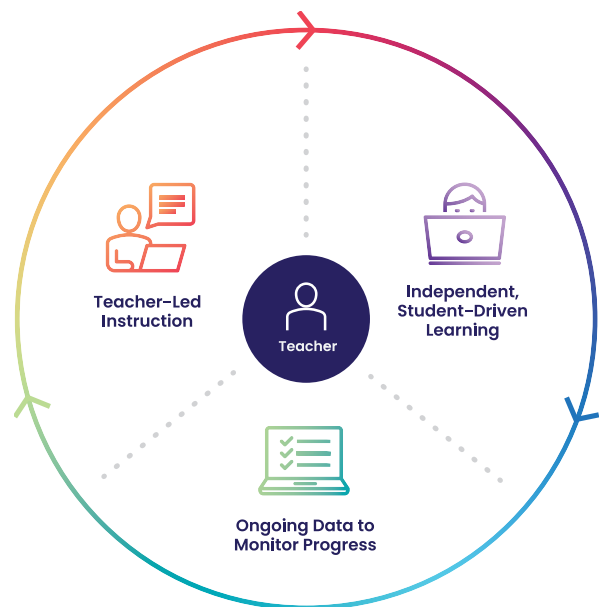 Teacher-Led
Instruction
Independent,
Student-Driven
Learning
Teacher
Ongoing Data to
Monitor Progress